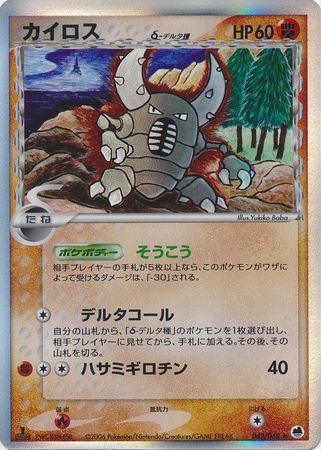 カイロス δ-デルタ種 HP60
たね
Illus.Yukiko Baba
ポケボディー そうこう
相手プレイヤーの手札が5枚以上なら、このポケモンがワザに
よって受けるダメージは、「-30」される。
デルタコール
自分の山札から、「δ-デルタ種」のポケモンを1枚選び出し、
相手プレイヤーに見せてから、手札に加える。その後、その
山札を切る。
ハサミギロチン 40
弱点 抵抗力 にげる
©2006 Pokémon/Nintendo/Creatures/GAME FREAK